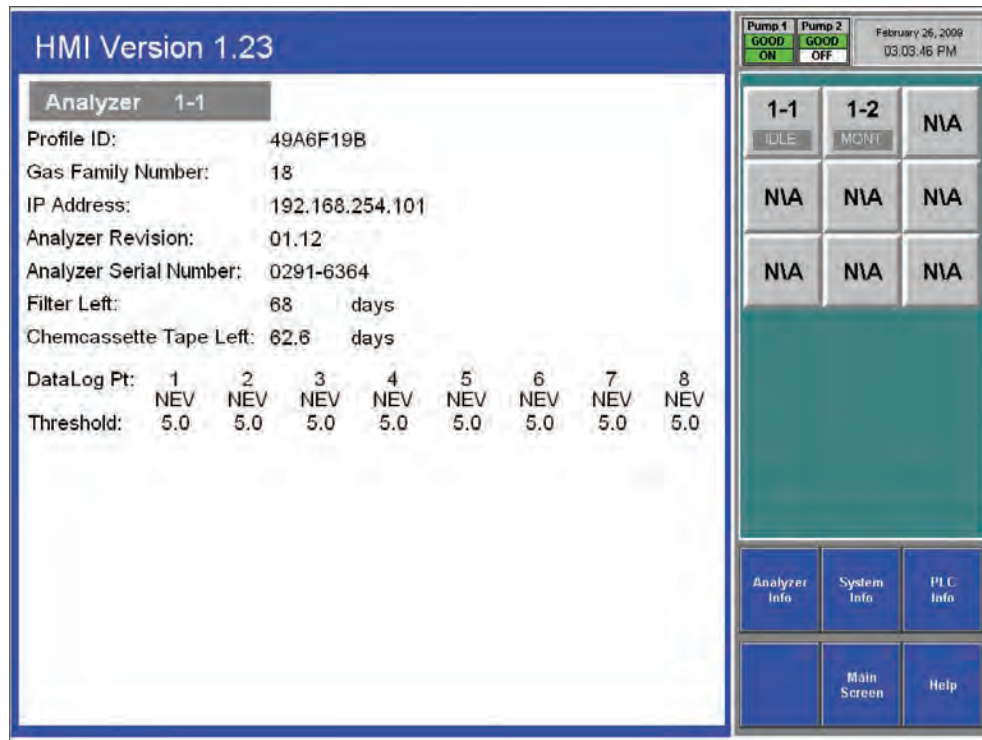 HMI Version 1.23
Analyzer 1-1
Profile ID: 49A6F19B
Gas Family Number: 18
IP Address: 192.168.254.101
Analyzer Revision: 01.12
Analyzer Serial Number: 0291-6364
Filter Left: 68 days
Chemcassette Tape Left: 62.6 days
DataLog Pt: 1 2 3 4 5 6 7 8
NEV NEV NEV NEV NEV NEV NEV NEV
Threshold: 5.0 5.0 5.0 5.0 5.0 5.0 5.0 5.0
Pump 1 Pump 2
GOOD GOOD
ON OFF
February 26, 2009
03:03:46 PM
1-1 1-2 N\A
IDLE MONT
N\A N\A N\A
N\A N\A N\A
Analyzer System PLC
Info Info Info
Main
Screen
Help